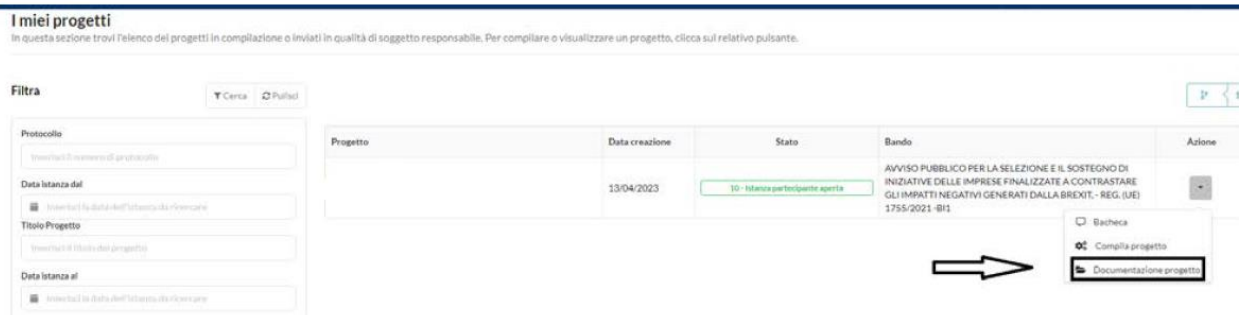 I miei progetti
In questa sezione trovi l'elenco dei progetti in compilazione o inviati in qualità di soggetto responsabile. Per compilare o visualizzare un progetto, clicca sul relativo pulsante.
Filtra
Cerca
Pulisci
Protocollo
Inserisci il numero di protocollo
Data istanza dal
Inserisci la data dell'istanza da ricercare
Titolo Progetto
Inserisci il titolo del progetto
Data istanza al
Inserisci la data dell'istanza da ricercare
Progetto
Data creazione
Stato
Bando
Azione
13/04/2023
10 - Istanza partecipante aperta
AVVISO PUBBLICO PER LA SELEZIONE E IL SOSTEGNO DI
INIZIATIVE DELLE IMPRESE FINALIZZATE A CONTRASTARE
GLI IMPATTI NEGATIVI GENERATI DALLA BREXIT, - REG. (UE)
1755/2021 -BI1
Bacheca
Compila progetto
Documentazione progetto